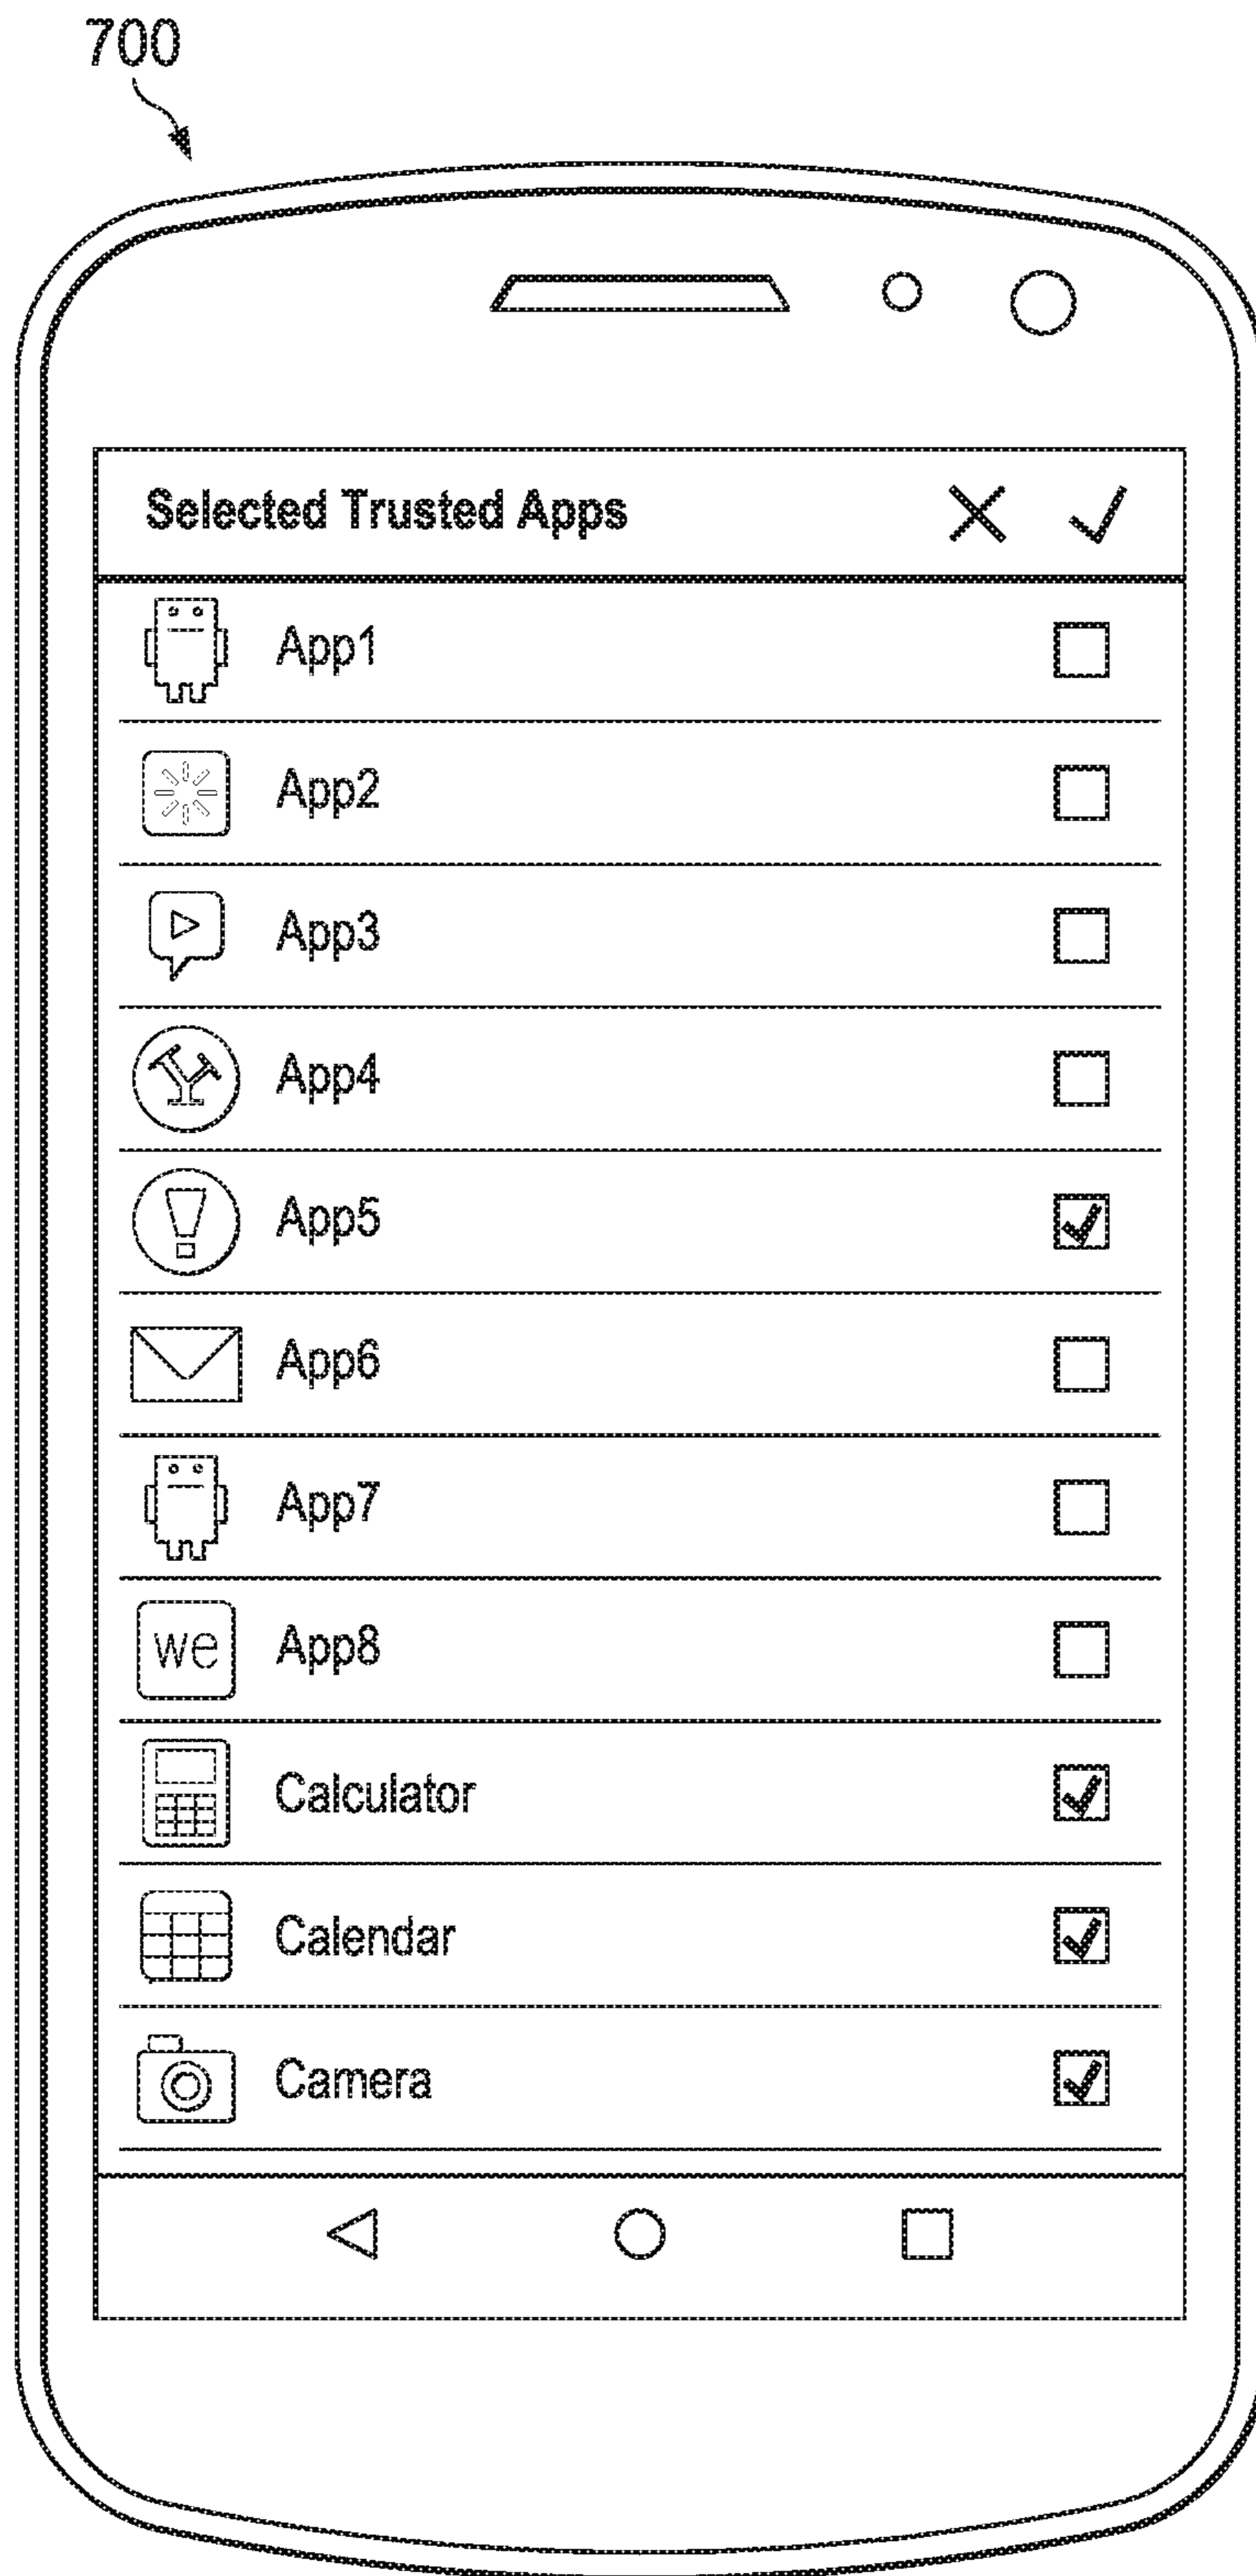 700
Selected Trusted Apps
App1
App2
App3
App4
App5
App6
App7
we App8
Calculator
Calendar
Camera